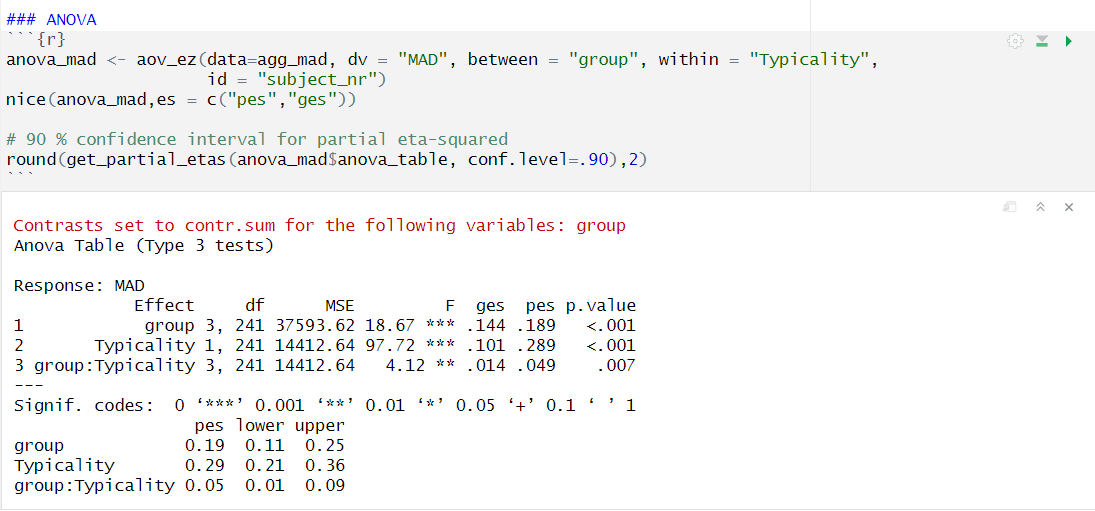 ### ANOVA
```{r}
anova_mad <- aov_ez(data=agg_mad, dv = "MAD", between = "group", within = "Typicality",
                    id = "subject_nr")
nice(anova_mad,es = c("pes","ges"))

# 90 % confidence interval for partial eta-squared
round(get_partial_etas(anova_mad$anova_table, conf.level=.90),2)
```
Contrasts set to contr.sum for the following variables: group
Anova Table (Type 3 tests)

Response: MAD
            Effect     df      MSE         F  ges  pes p.value
1            group 3, 241 37593.62 18.67 *** .144 .189   <.001
2       Typicality 1, 241 14412.64 97.72 *** .101 .289   <.001
3 group:Typicality 3, 241 14412.64   4.12 ** .014 .049    .007
---
Signif. codes:  0 ‘***’ 0.001 ‘**’ 0.01 ‘*’ 0.05 ‘+’ 0.1 ‘ ’ 1
                  pes lower upper
group            0.19  0.11  0.25
Typicality       0.29  0.21  0.36
group:Typicality 0.05  0.01  0.09